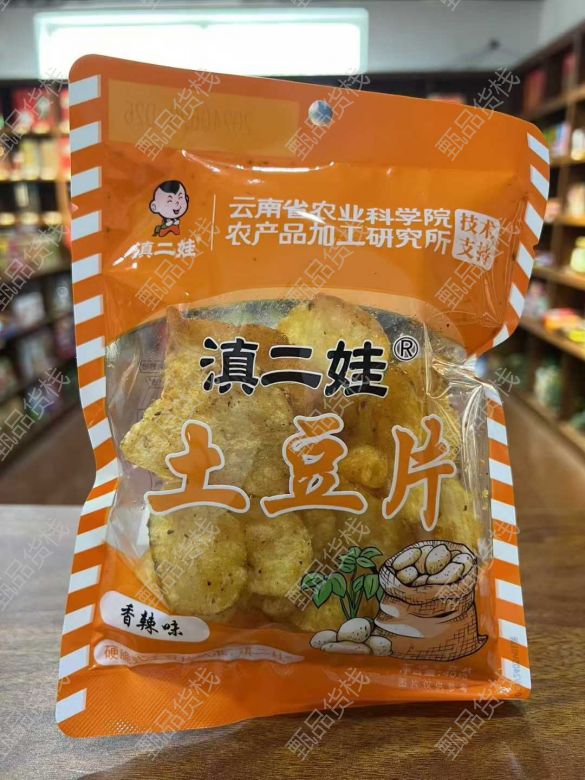 滇二娃
云南省农业科学院
农产品加工研究所
技术
支撑
滇二娃®
土豆片
香辣味
甄品货栈